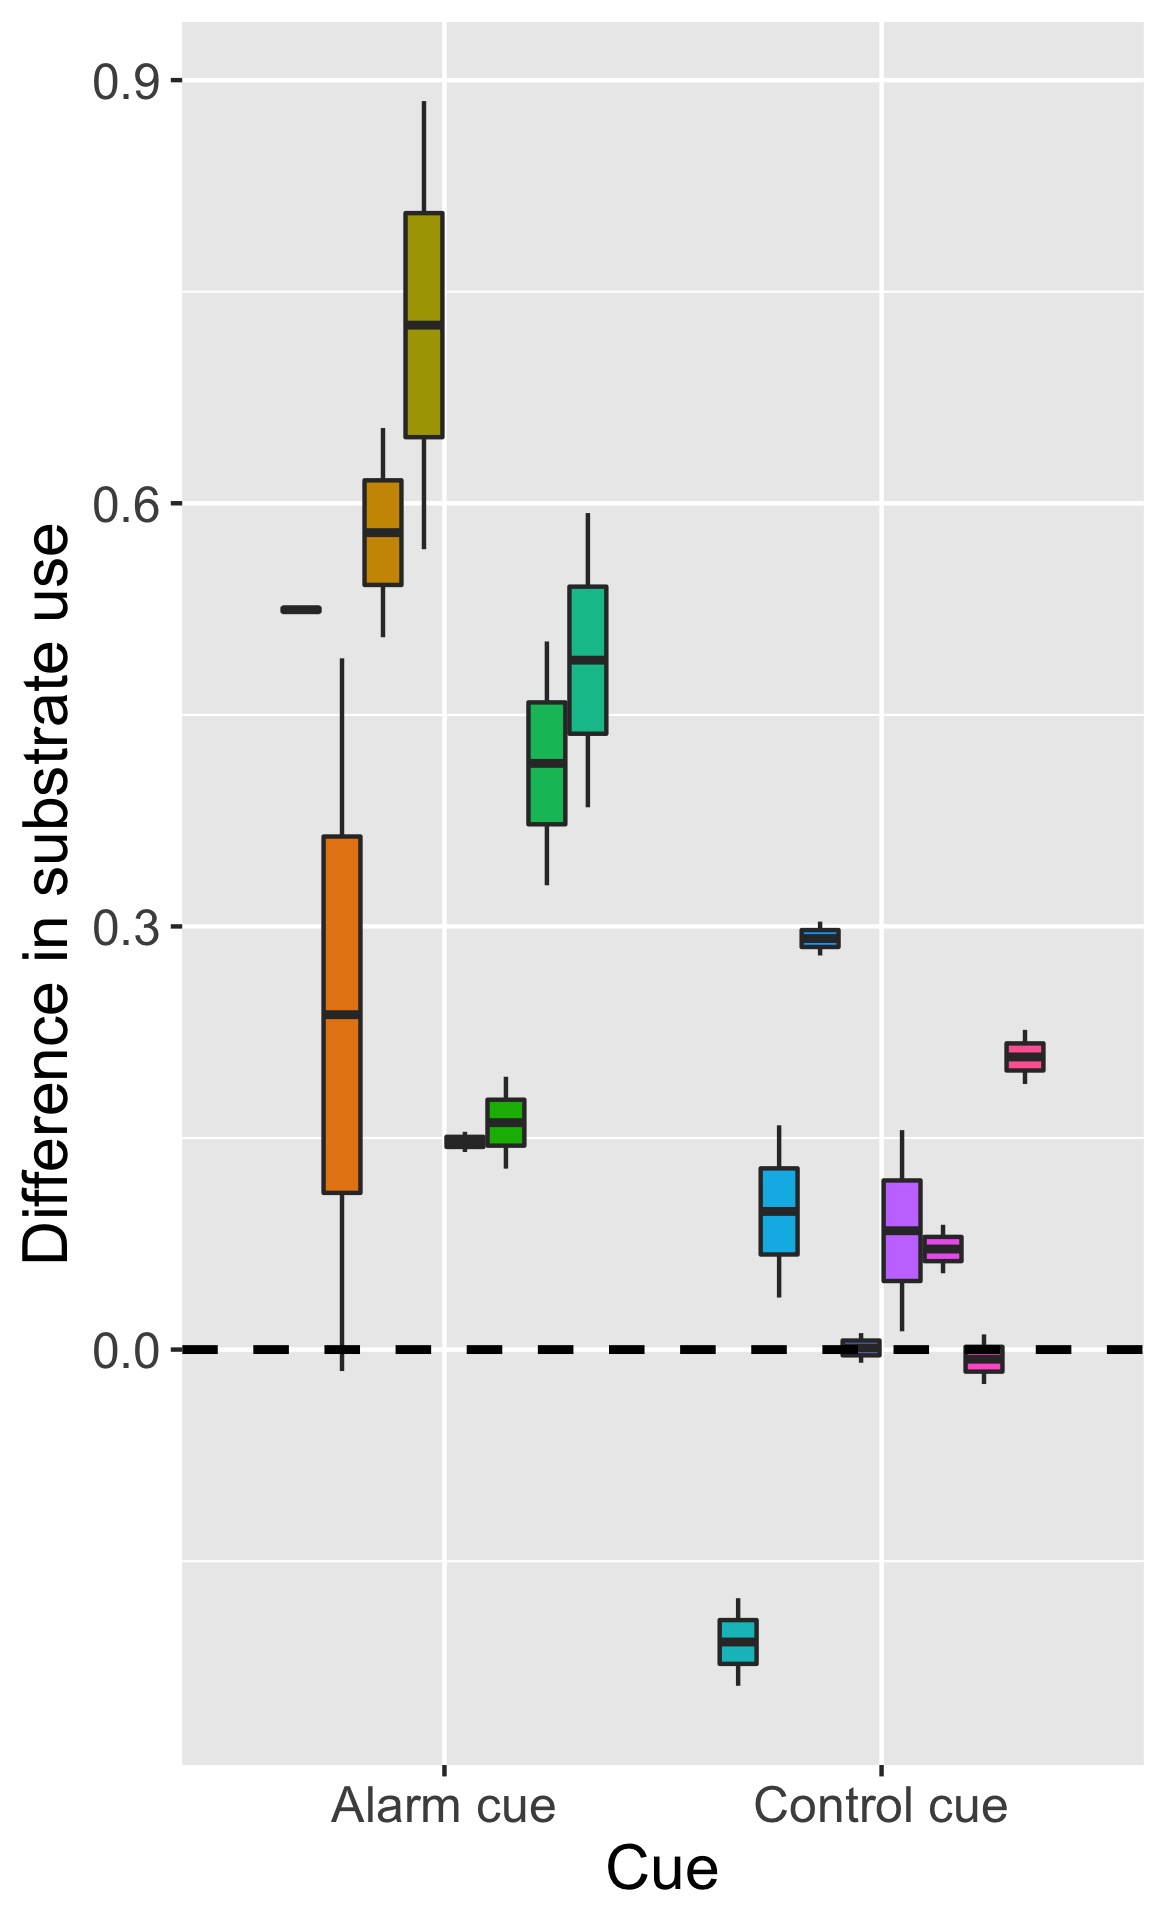 Difference in substrate use
0.9
0.6
0.3
0.0
Alarm cue
Control cue
Cue